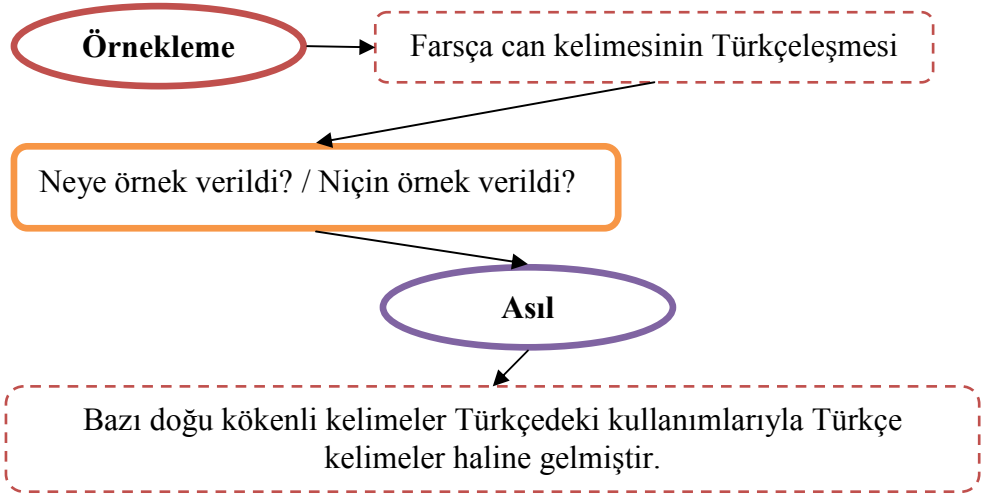 Örnekleme
Farsça can kelimesinin Türkçeleşmesi
Neye örnek verildi? / Niçin örnek verildi?
Asıl
Bazı doğu kökenli kelimeler Türkçedeki kullanımlarıyla Türkçe
kelimeler haline gelmiştir.